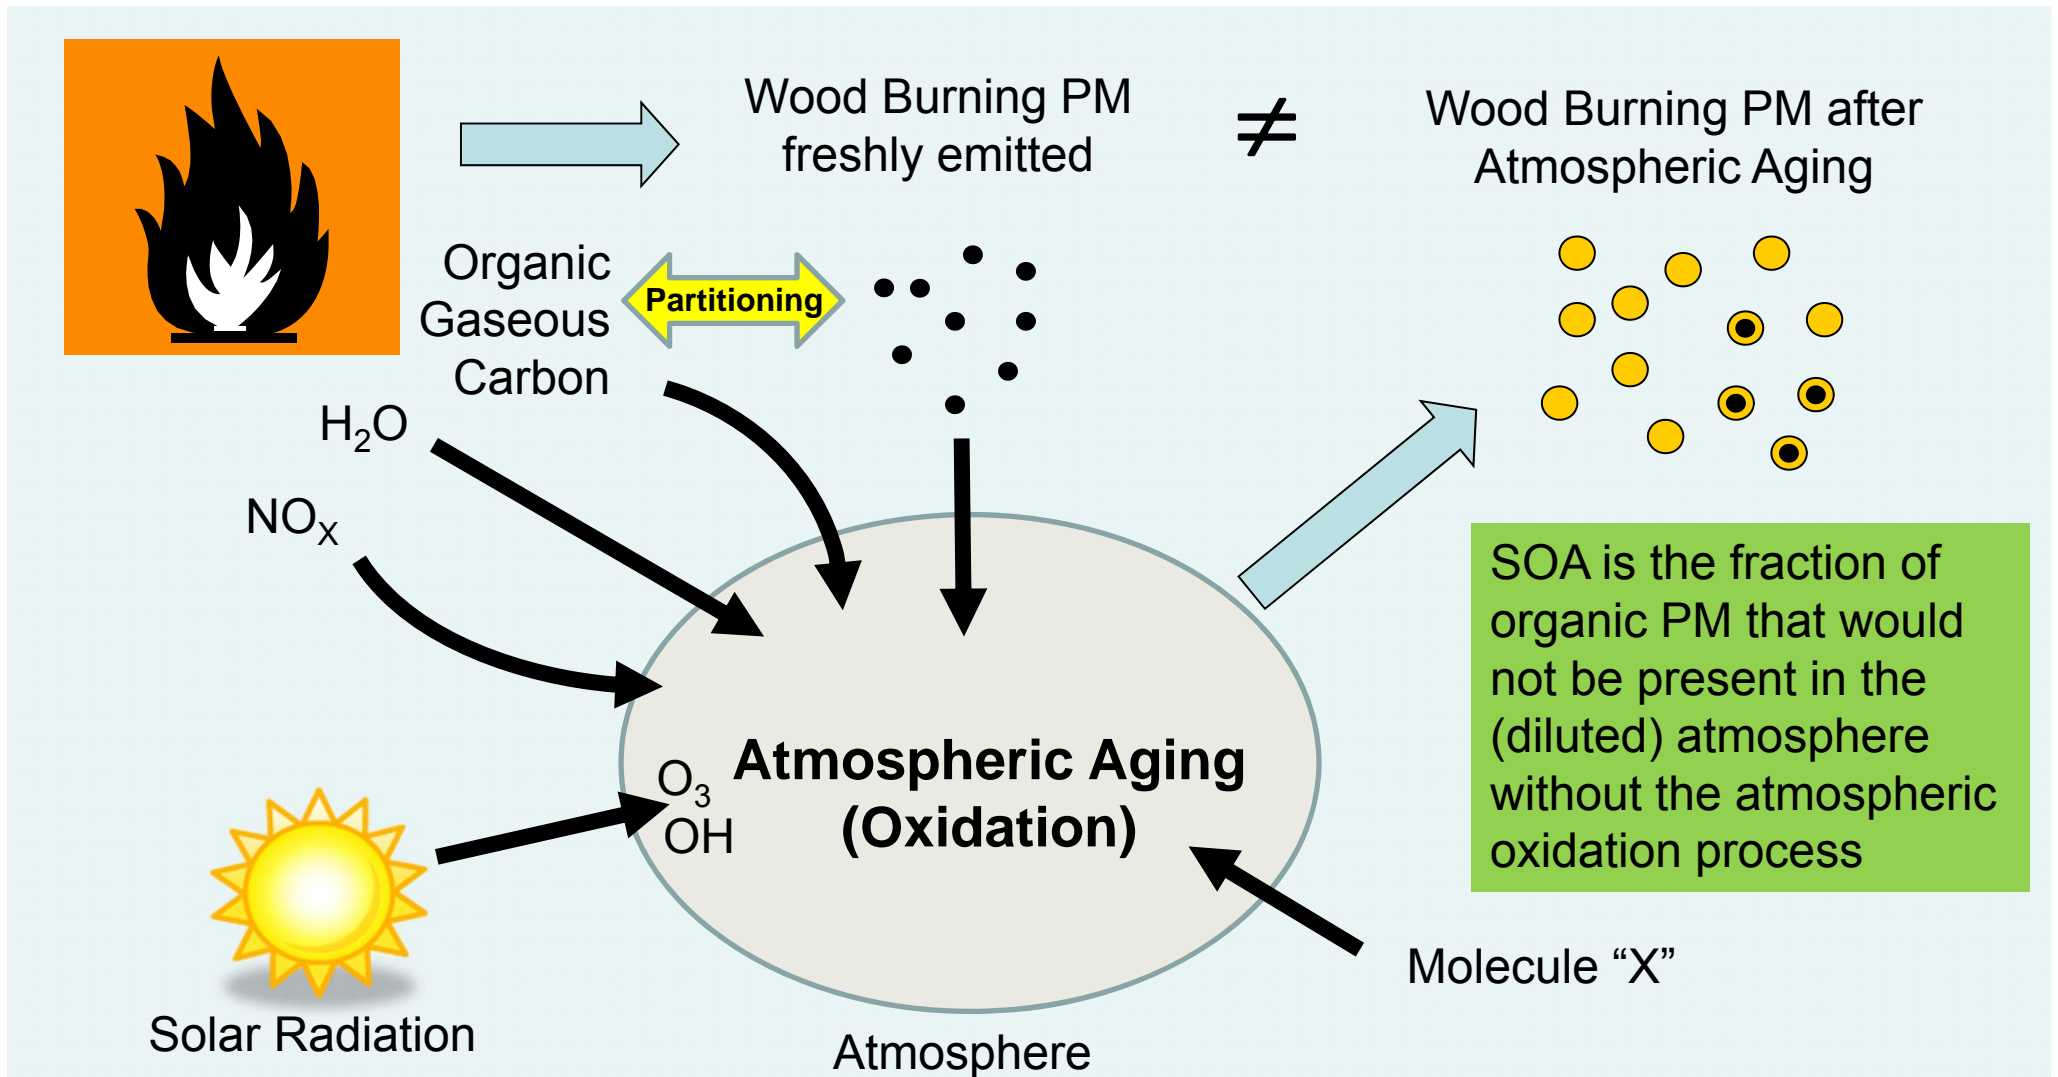 Wood Burning PM
freshly emitted
≠
Wood Burning PM after
Atmospheric Aging
Organic
Gaseous
Carbon
Partitioning
H₂O
NOₓ
SOA is the fraction of
organic PM that would
not be present in the
(diluted) atmosphere
without the atmospheric
oxidation process
O₃
OH
Atmospheric Aging
(Oxidation)
Molecule “X”
Solar Radiation
Atmosphere